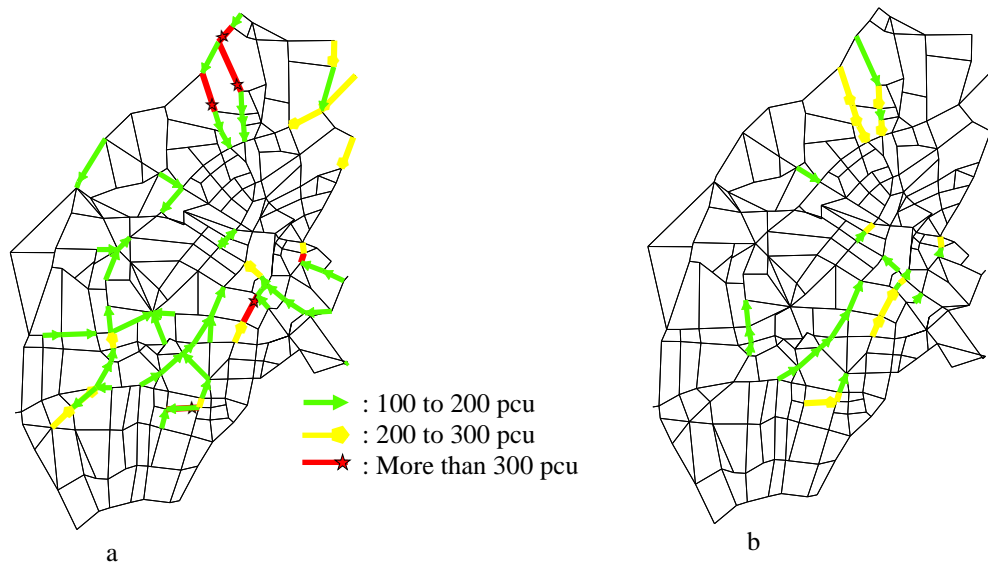 : 100 to 200 pcu
: 200 to 300 pcu
: More than 300 pcu
a
b